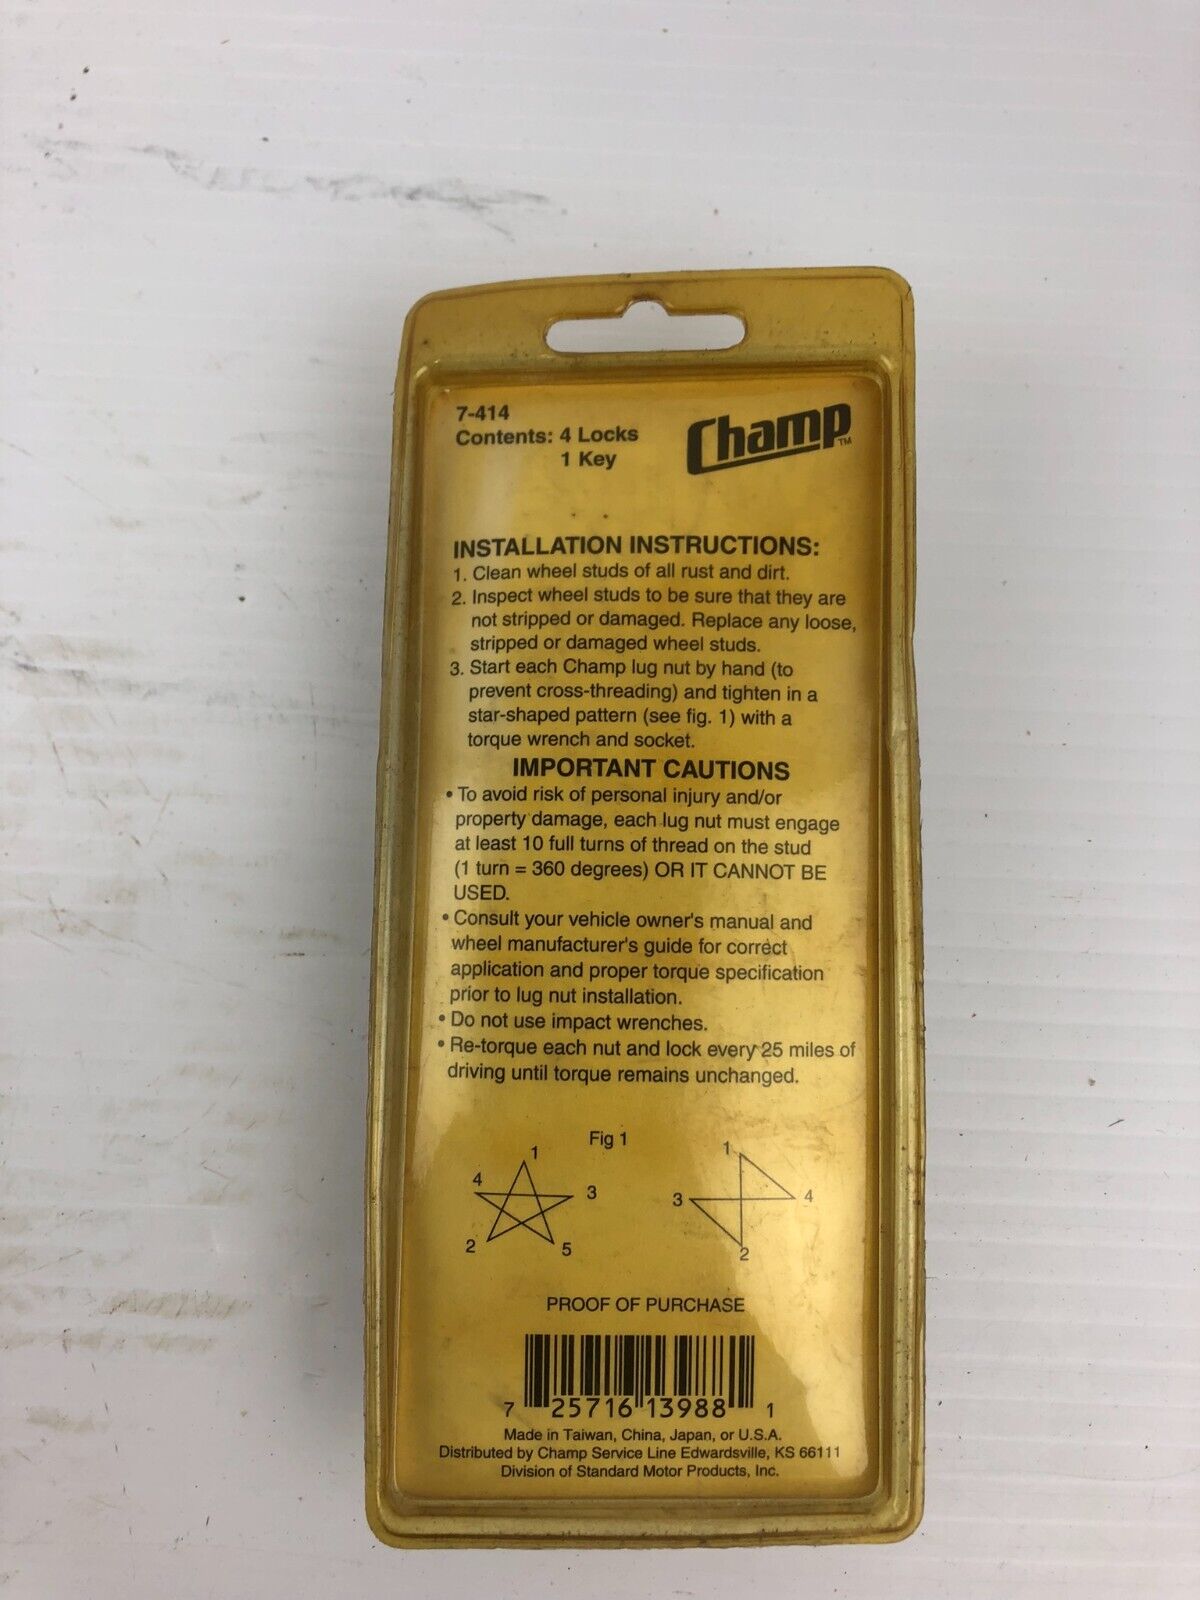 7-414
Contents: 4 Locks
1 Key
Champ™
INSTALLATION INSTRUCTIONS:
1. Clean wheel studs of all rust and dirt.
2. Inspect wheel studs to be sure that they are
not stripped or damaged. Replace any loose,
stripped or damaged wheel studs.
3. Start each Champ lug nut by hand (to
prevent cross-threading) and tighten in a
star-shaped pattern (see fig. 1) with a
torque wrench and socket.
IMPORTANT CAUTIONS
• To avoid risk of personal injury and/or
property damage, each lug nut must engage
at least 10 full turns of thread on the stud
(1 turn = 360 degrees) OR IT CANNOT BE
USED.
• Consult your vehicle owner's manual and
wheel manufacturer's guide for correct
application and proper torque specification
prior to lug nut installation.
• Do not use impact wrenches.
• Re-torque each nut and lock every 25 miles of
driving until torque remains unchanged.
Fig 1
1
4
3
2
5
1
3
4
2
PROOF OF PURCHASE
7 25716 13988 1
Made in Taiwan, China, Japan, or U.S.A.
Distributed by Champ Service Line Edwardsville, KS 66111
Division of Standard Motor Products, Inc.